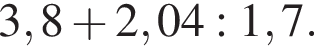 3,8 + 2,04 : 1,7.